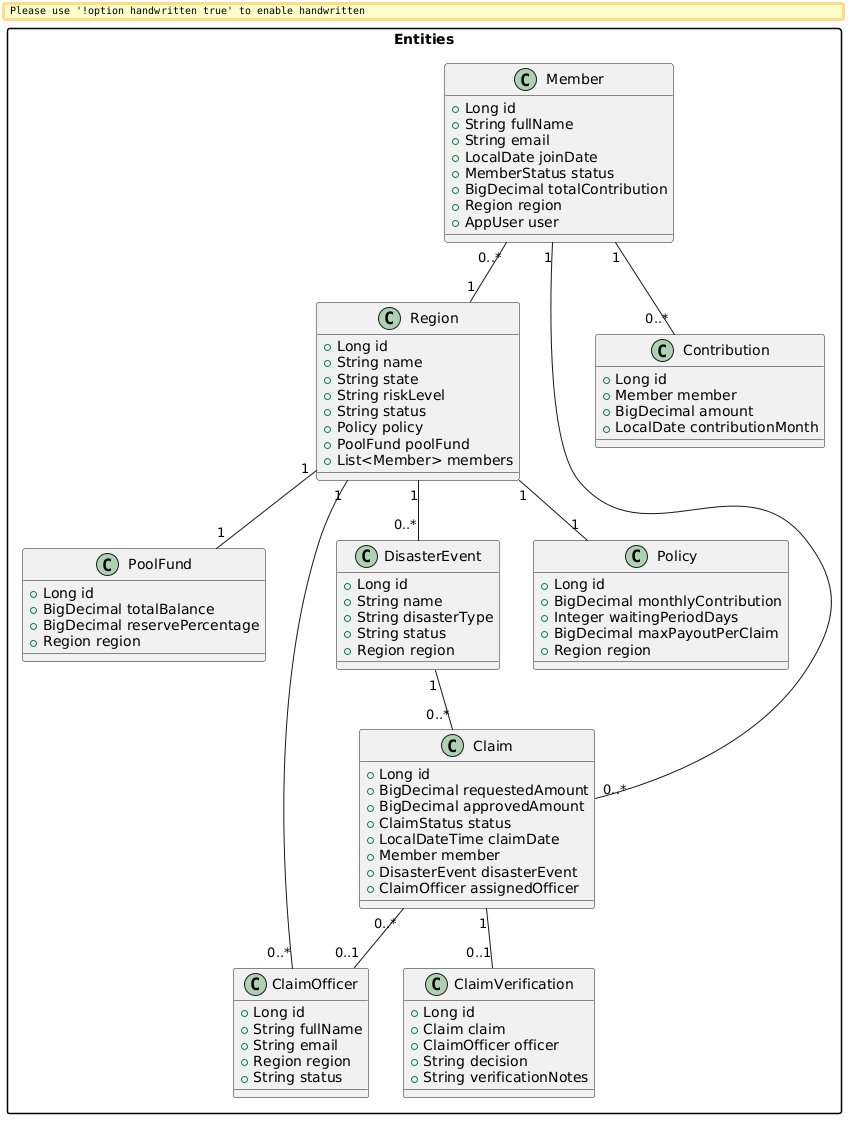 Please use '!option handwritten true' to enable handwritten
Entities
C Member
Long id
String fullName
String email
LocalDate joinDate
MemberStatus status
BigDecimal totalContribution
Region region
AppUser user
0..* 1 1
1 0..*
C Region
Long id
String name
String state
String riskLevel
String status
Policy policy
PoolFund poolFund
List<Member> members
C Contribution
Long id
Member member
BigDecimal amount
LocalDate contributionMonth
1 1 1 1
1 0..* 1
C PoolFund
Long id
BigDecimal totalBalance
BigDecimal reservePercentage
Region region
C DisasterEvent
Long id
String name
String disasterType
String status
Region region
C Policy
Long id
BigDecimal monthlyContribution
Integer waitingPeriodDays
BigDecimal maxPayoutPerClaim
Region region
1
0..*
C Claim
Long id
BigDecimal requestedAmount
BigDecimal approvedAmount
ClaimStatus status
LocalDateTime claimDate
Member member
DisasterEvent disasterEvent
ClaimOfficer assignedOfficer
0..*
0..* 1
0..* 0..1 0..1
C ClaimOfficer
Long id
String fullName
String email
Region region
String status
C ClaimVerification
Long id
Claim claim
ClaimOfficer officer
String decision
String verificationNotes